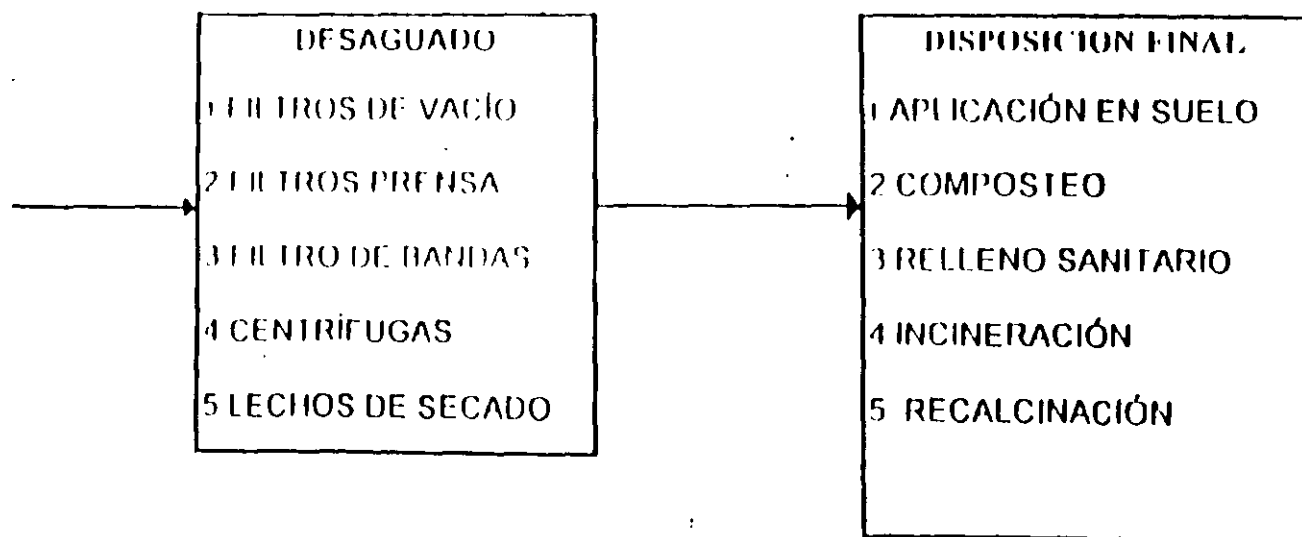 DESAGUADO
1 FILTROS DE VACÍO
2 FILTROS PRENSA
3 FILTRO DE BANDAS
4 CENTRÍFUGAS
5 LECHOS DE SECADO
DISPOSICION FINAL
1 APLICACIÓN EN SUELO
2 COMPOSTEO
3 RELLENO SANITARIO
4 INCINERACIÓN
5 RECALCINACIÓN